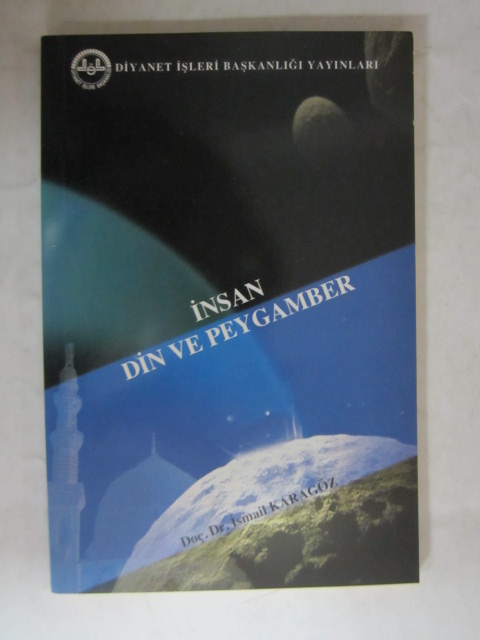 DİYANET İŞLERİ BAŞKANLIĞI YAYINLARI
İNSAN
DİN VE PEYGAMBER
Doç. Dr. İsmail KARAGÖZ